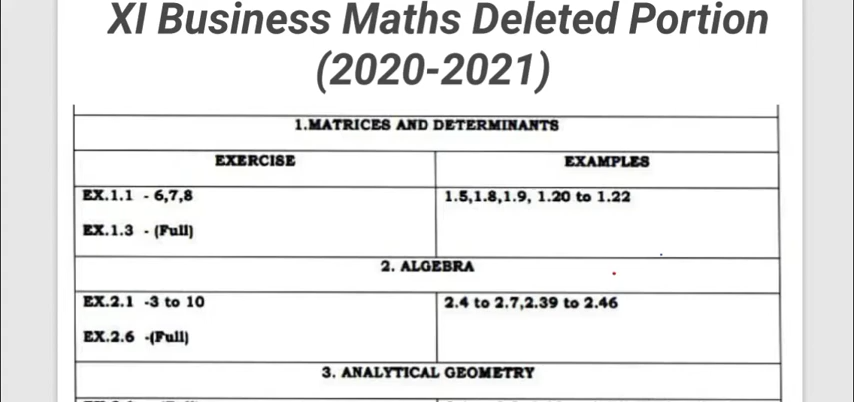 XI Business Maths Deleted Portion
(2020-2021)
1.MATRICES AND DETERMINANTS
EXERCISE EXAMPLES
EX.1.1 - 6,7,8 1.5,1.8,1.9, 1.20 to 1.22
EX.1.3 - (Full)
2. ALGEBRA
EX.2.1 -3 to 10 2.4 to 2.7,2.39 to 2.46
EX.2.6 -(Full)
3. ANALYTICAL GEOMETRY